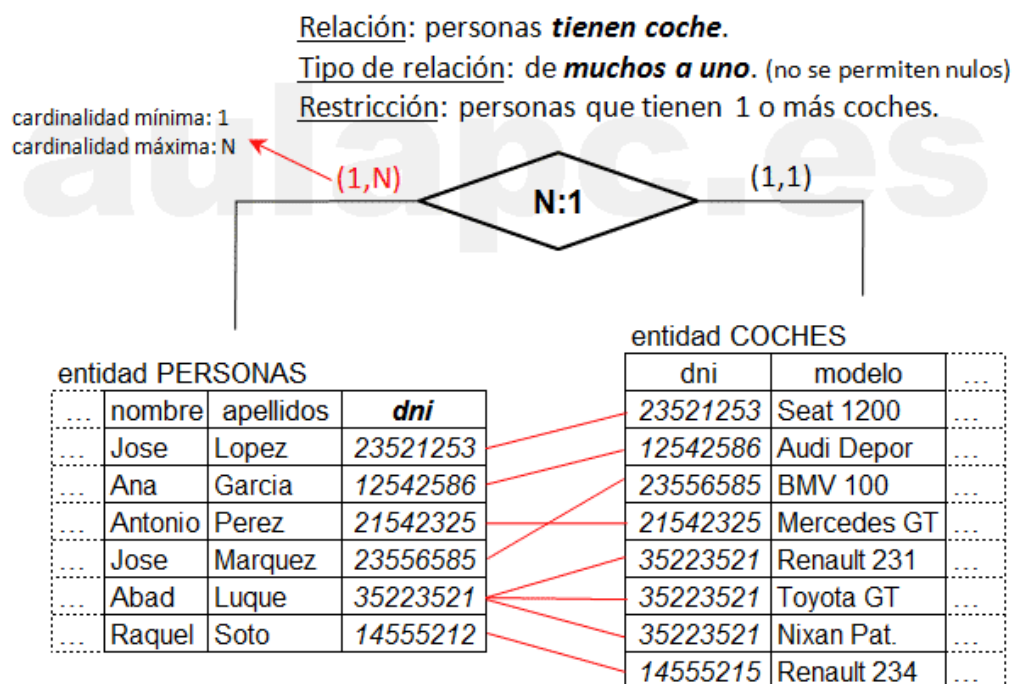 Relación: personas tienen coche.
Tipo de relación: de muchos a uno. (no se permiten nulos)
Restricción: personas que tienen 1 o más coches.
cardinalidad mínima: 1
cardinalidad máxima: N
aulapc.es
(1,N)
N:1
(1,1)
entidad PERSONAS
... nombre apellidos dni
... Jose Lopez 23521253
... Ana Garcia 12542586
... Antonio Perez 21542325
... Jose Marquez 23556585
... Abad Luque 35223521
... Raquel Soto 14555212
entidad COCHES
dni modelo ...
23521253 Seat 1200 ...
12542586 Audi Depor ...
23556585 BMV 100 ...
21542325 Mercedes GT ...
35223521 Renault 231 ...
35223521 Toyota GT ...
35223521 Nixan Pat. ...
14555215 Renault 234 ...